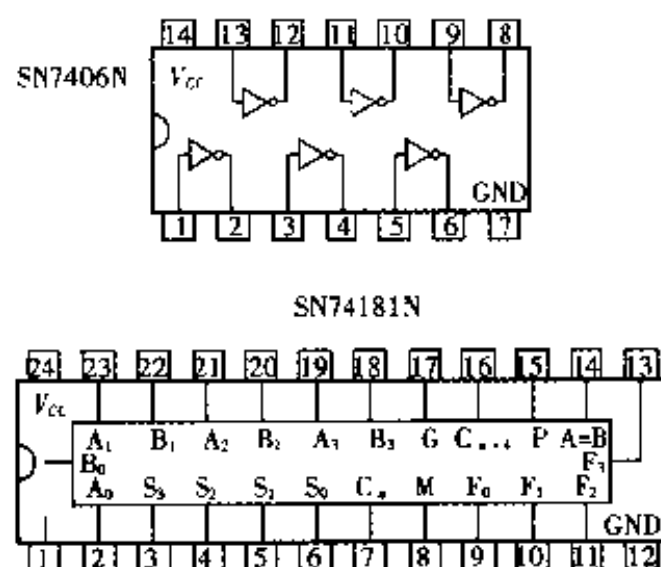 14 13 12 11 10 9 8
SN7406N
V_CC
GND
1 2 3 4 5 6 7
SN74181N
24 23 22 21 20 19 18 17 16 15 14 13
V_CC
A₁ B₁ A₂ B₂ A₃ B₃ G Cₙ₊₄ P A=B
B₀ F₃
A₀ S₃ S₂ S₁ S₀ Cₙ M F₀ F₁ F₂
GND
1 2 3 4 5 6 7 8 9 10 11 12